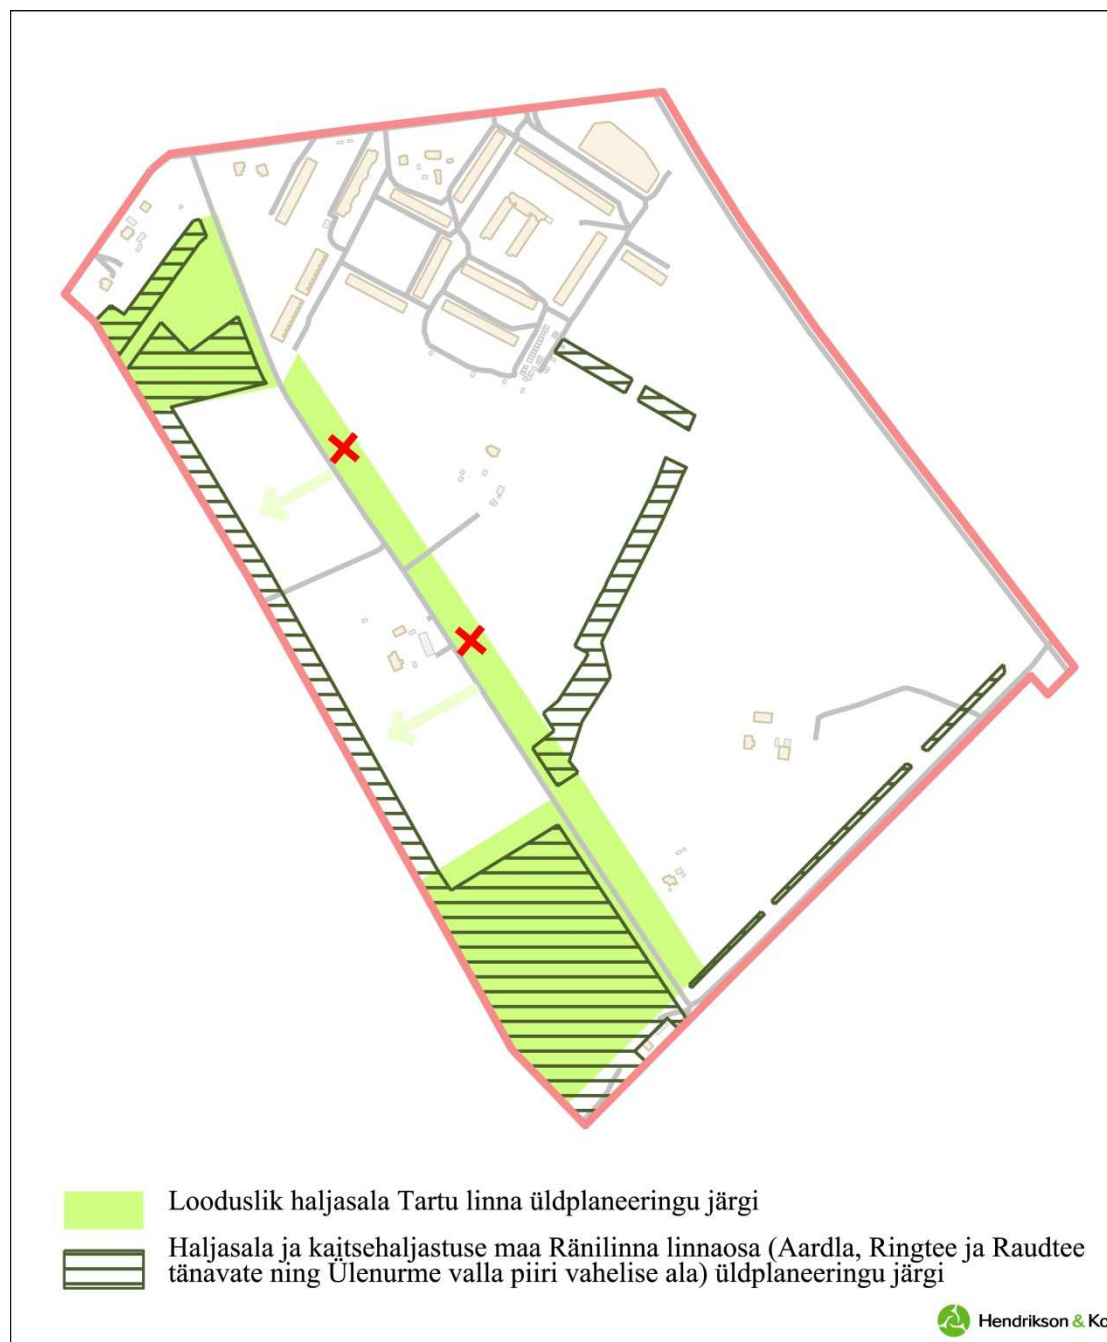 Looduslik haljasala Tartu linna üldplaneeringu järgi
Haljasala ja kaitsehaljastuse maa Ränilinna linnaosa (Aardla, Ringtee ja Raudtee
tänavate ning Ülenurme valla piiri vahelise ala) üldplaneeringu järgi
Hendrikson & Ko